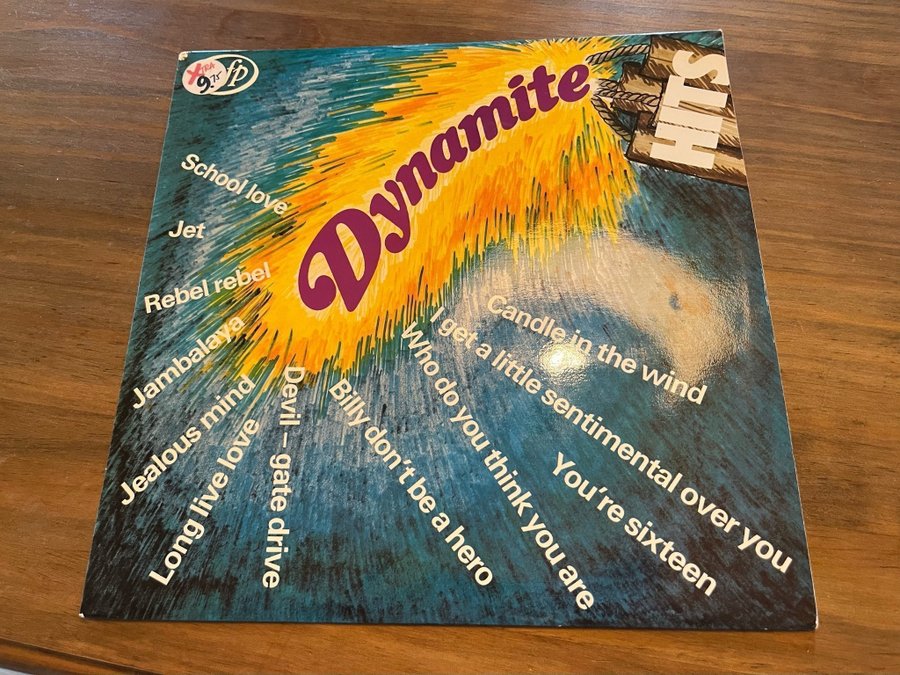 XTRA
9.75
fp
Dynamite
HITS
School love
Jet
Rebel rebel
Jambalaya
Jealous mind
Long live love
Devil – gate drive
Billy don't be a hero
Who do you think you are
I get a little sentimental over you
Candle in the wind
You're sixteen